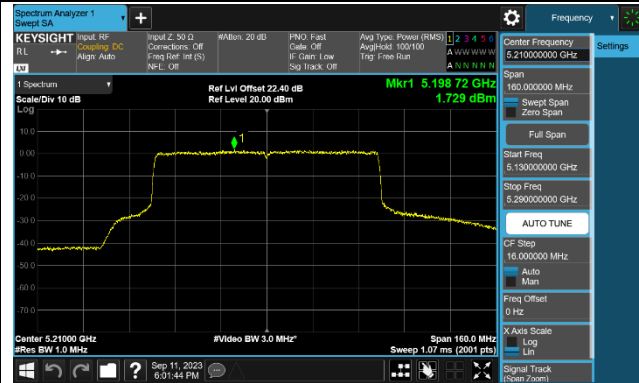 Spectrum Analyzer 1
Swept SA
Frequency
KEYSIGHT
RL
LXI
Input: RF
Coupling: DC
Align: Auto
Input Z: 50 Ω
Corrections: Off
Freq Ref: Int (S)
NFE: Off
#Atten: 20 dB
PNO: Fast
Gate: Off
IF Gain: Low
Sig Track: Off
Avg Type: Power (RMS)
Avg|Hold: 100/100
Trig: Free Run
1 2 3 4 5 6
A W W W W W
A N N N N N
1 Spectrum
Scale/Div 10 dB
Log
Ref Lvl Offset 22.40 dB
Ref Level 20.00 dBm
Mkr1 5.198 72 GHz
1.729 dBm
1
10.0
0.00
-10.0
-20.0
-30.0
-40.0
-50.0
-60.0
-70.0
Center 5.21000 GHz
#Res BW 1.0 MHz
#Video BW 3.0 MHz*
Span 160.0 MHz
Sweep 1.07 ms (2001 pts)
Sep 11, 2023
6:01:44 PM
Center Frequency
5.210000000 GHz
Settings
Span
160.000000 MHz
Swept Span
Zero Span
Full Span
Start Freq
5.130000000 GHz
Stop Freq
5.290000000 GHz
AUTO TUNE
CF Step
16.000000 MHz
Auto
Man
Freq Offset
0 Hz
X Axis Scale
Log
Lin
Signal Track
(Span Zoom)